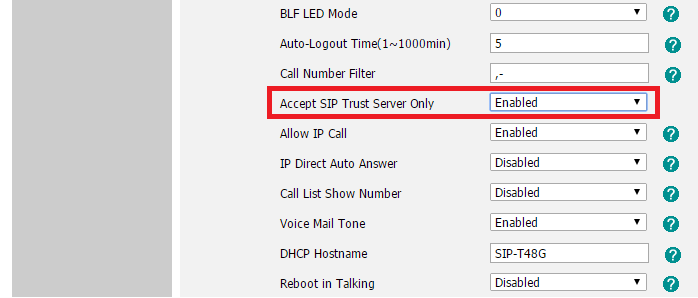 BLF LED Mode 0 ?
Auto-Logout Time(1~1000min) 5 ?
Call Number Filter ,- ?
Accept SIP Trust Server Only Enabled
Allow IP Call Enabled ?
IP Direct Auto Answer Disabled ?
Call List Show Number Disabled ?
Voice Mail Tone Enabled ?
DHCP Hostname SIP-T48G ?
Reboot in Talking Disabled ?